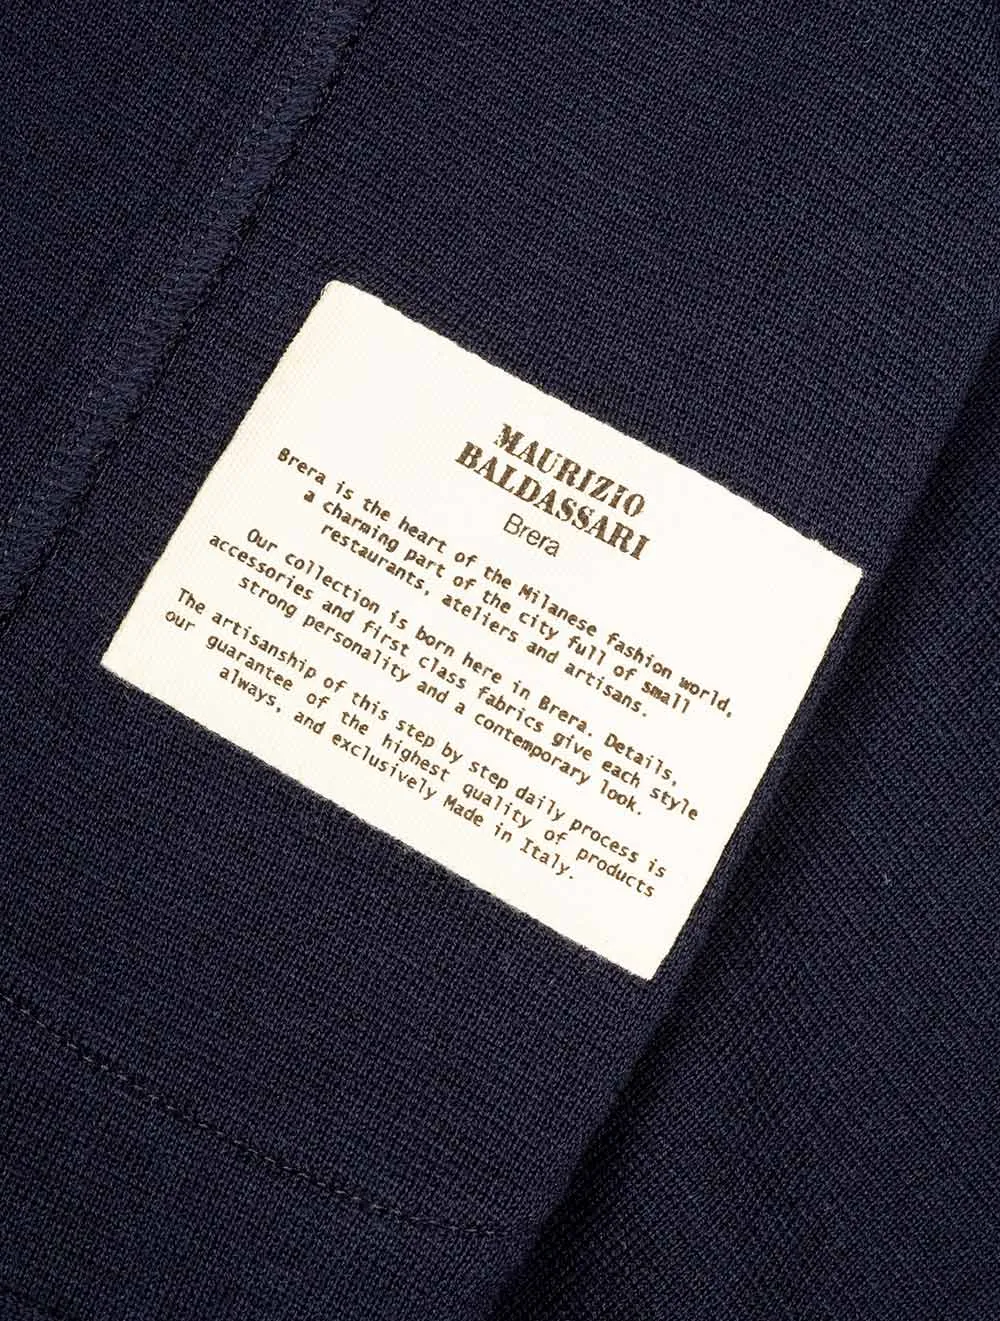 MAURIZIO
BALDASSARI
Brera
Brera is the heart of the Milanese fashion world,
a charming part of the city full of small
restaurants, ateliers and artisans.
Our collection is born here in Brera. Details,
accessories and first class fabrics give each style
strong personality and a contemporary look.
The artisanship of this step by step daily process is
our guarantee of the highest quality of products
always, and exclusively Made in Italy.